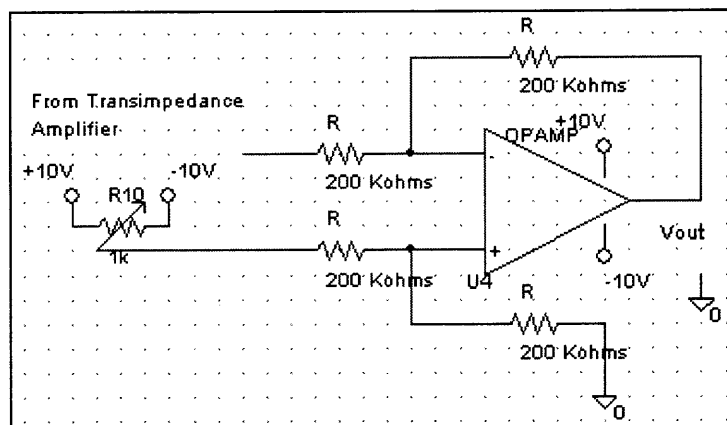 R
200 Kohms
From Transimpedance
Amplifier
+10V
OPAMP
R
+10V
-10V
R10
200 Kohms
-
1k
R
+
Vout
200 Kohms
U4
-10V
R
0
200 Kohms
0